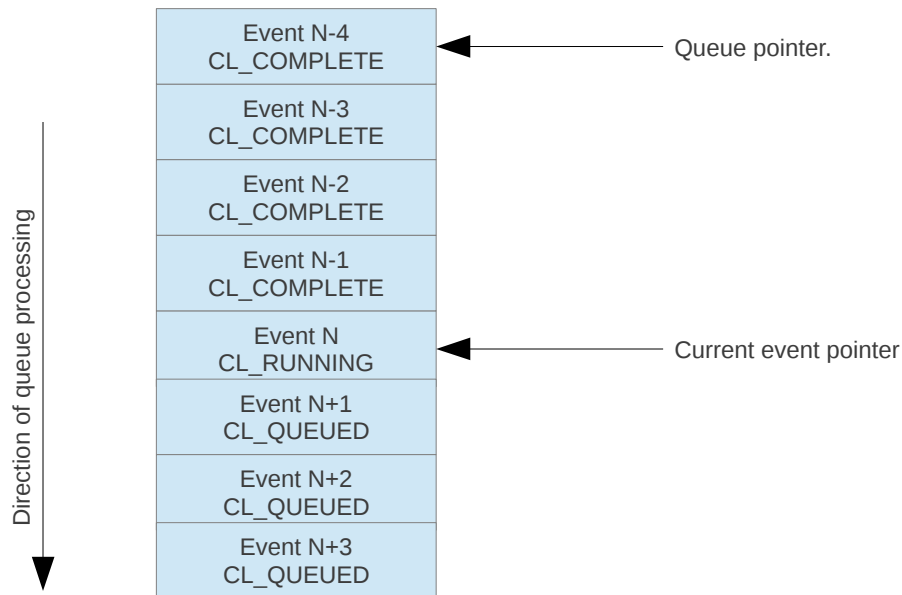 Event N-4
CL_COMPLETE
Queue pointer.
Event N-3
CL_COMPLETE
Event N-2
CL_COMPLETE
Event N-1
CL_COMPLETE
Event N
CL_RUNNING
Current event pointer
Event N+1
CL_QUEUED
Event N+2
CL_QUEUED
Event N+3
CL_QUEUED
Direction of queue processing